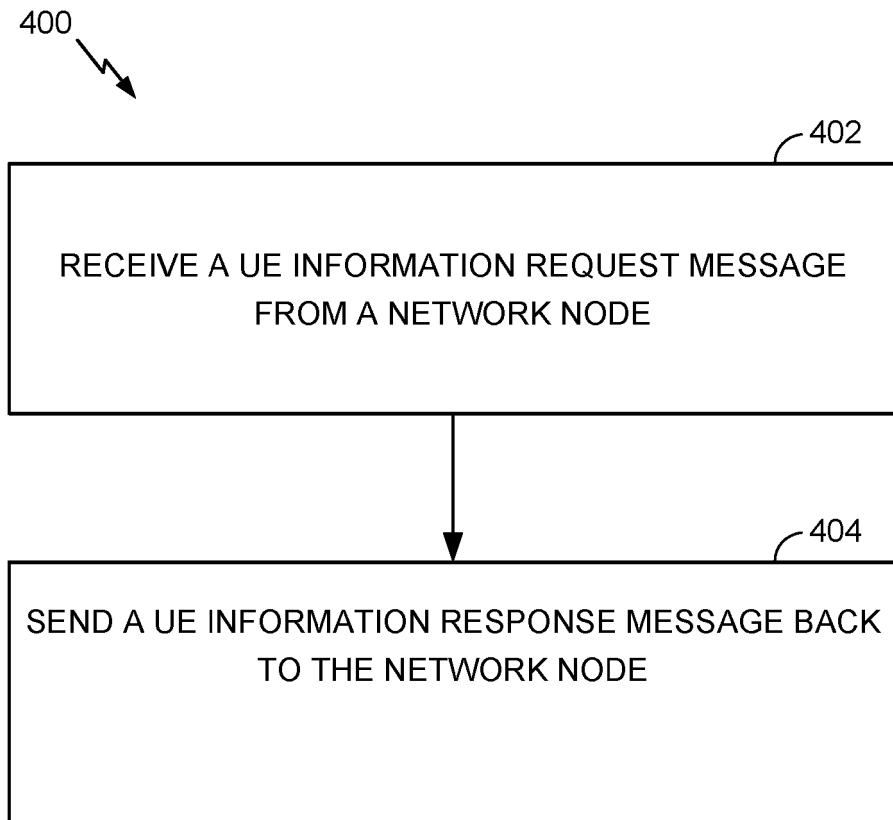 400
402
RECEIVE A UE INFORMATION REQUEST MESSAGE
FROM A NETWORK NODE
404
SEND A UE INFORMATION RESPONSE MESSAGE BACK
TO THE NETWORK NODE